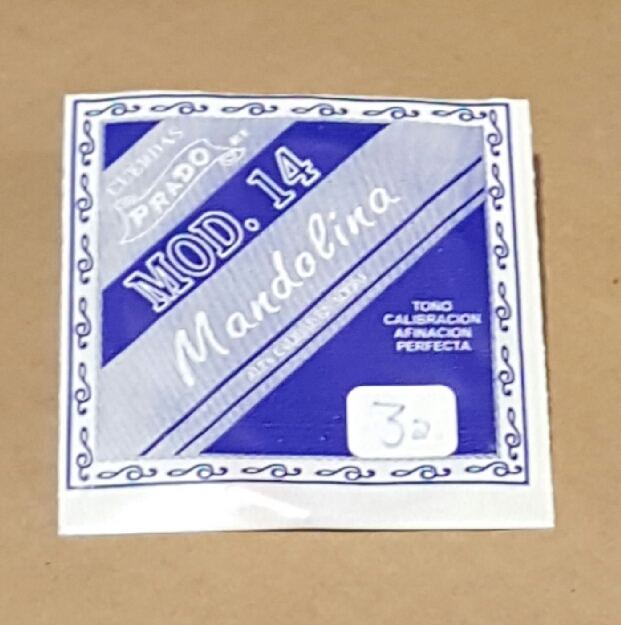 CUERDAS
PRADO
MOD. 14
Mandolina
TONO
CALIBRACION
AFINACION
PERFECTA
3a.